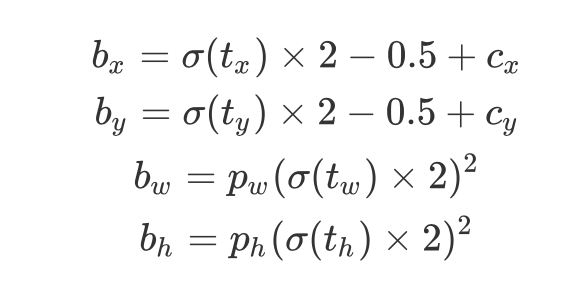 b_x = σ(t_x) × 2 − 0.5 + c_x
b_y = σ(t_y) × 2 − 0.5 + c_y
b_w = p_w(σ(t_w) × 2)²
b_h = p_h(σ(t_h) × 2)²